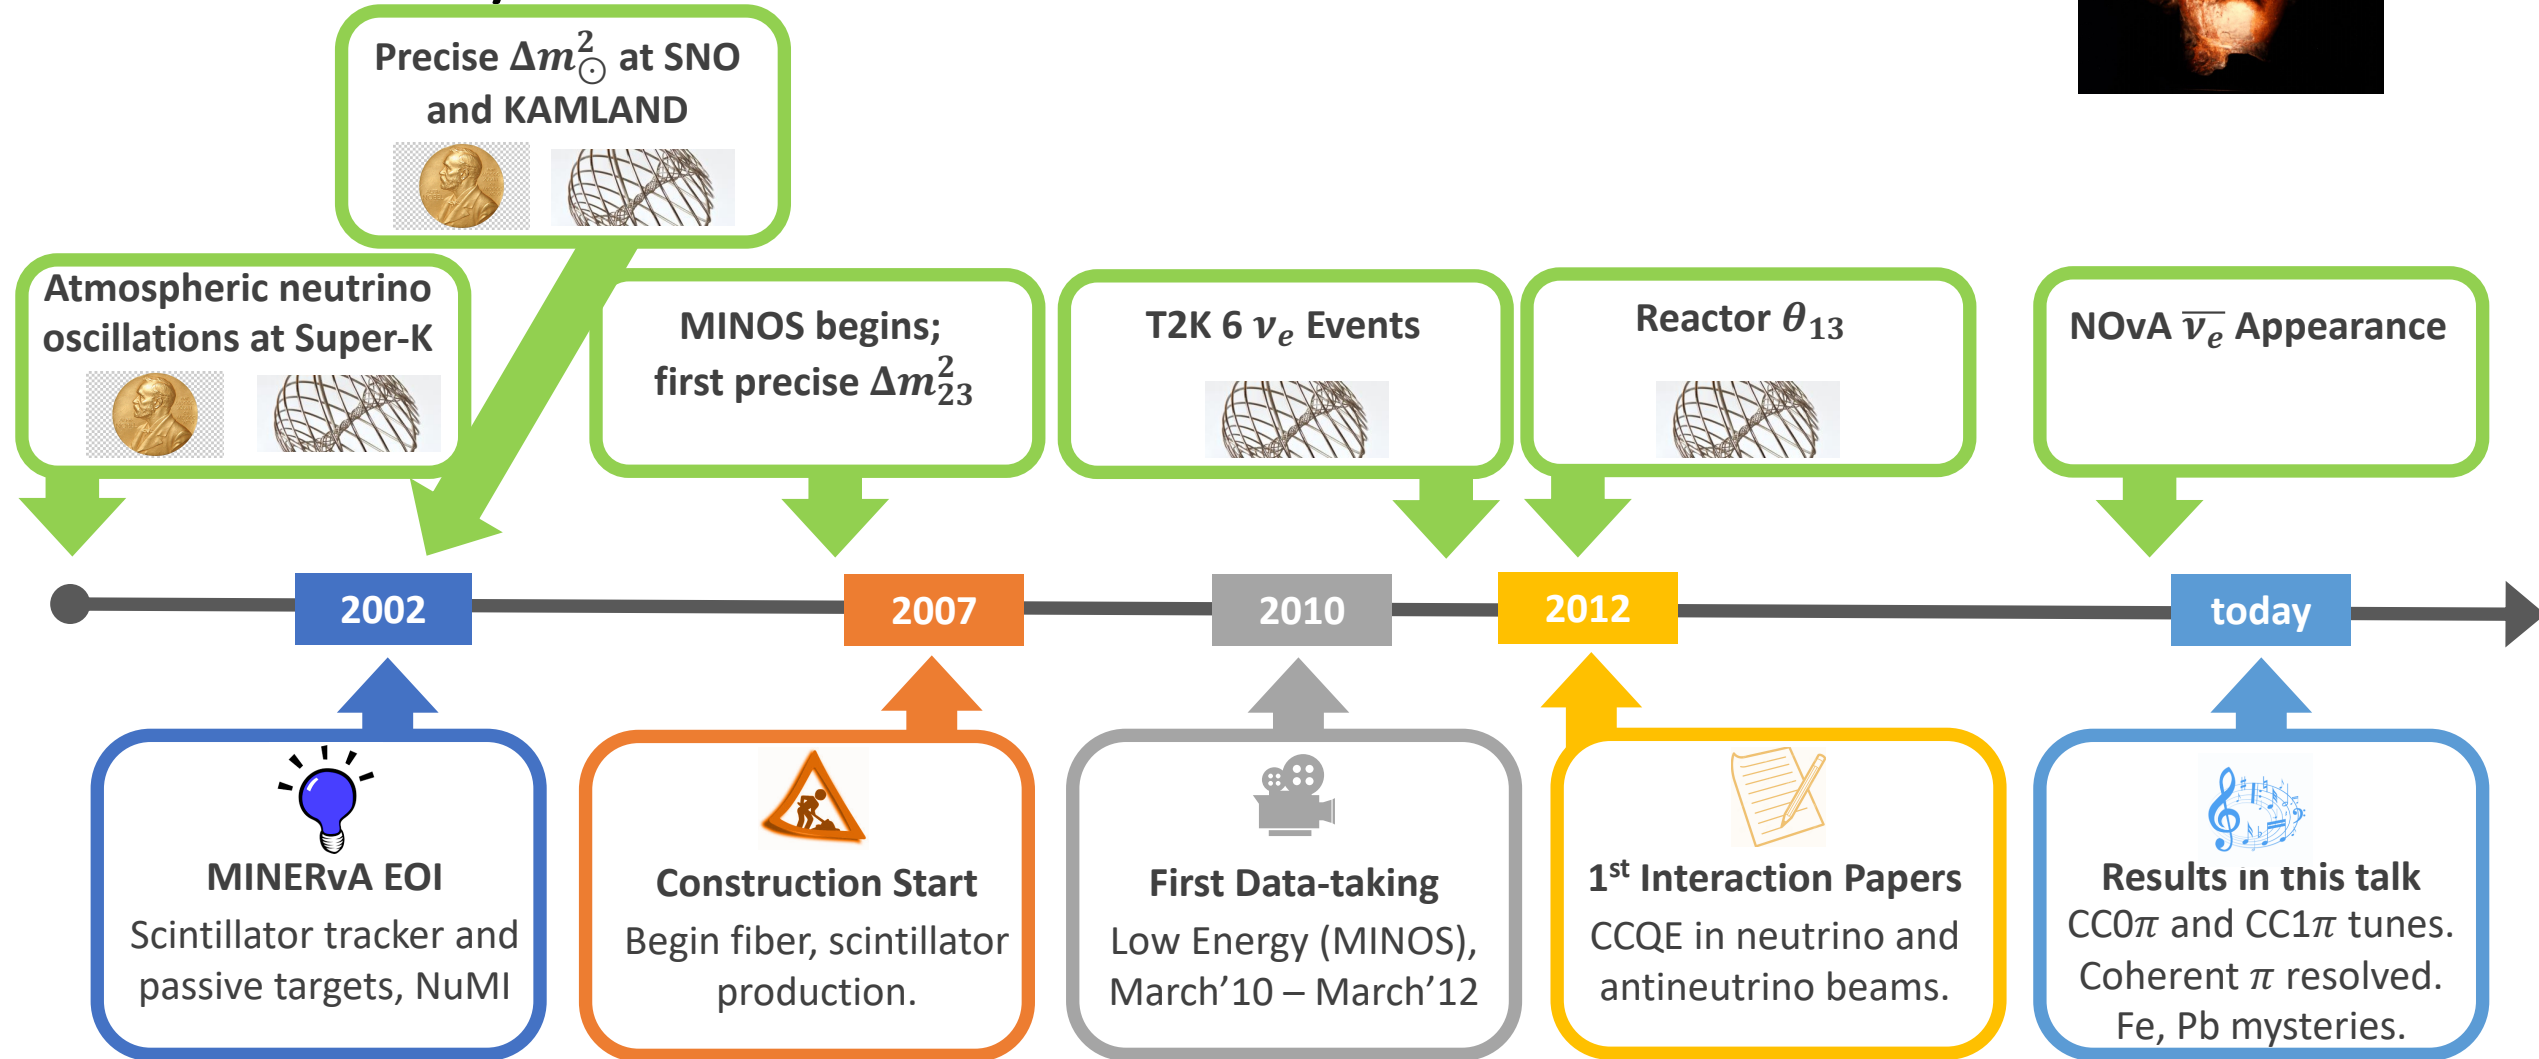 Precise Δm²⊙ at SNO
and KAMLAND
Atmospheric neutrino
oscillations at Super-K
MINOS begins;
first precise Δm²₂₃
T2K 6 νₑ Events
Reactor θ₁₃
NOvA ν̅ₑ Appearance
2002
2007
2010
2012
today
MINERvA EOI
Scintillator tracker and
passive targets, NuMI
Construction Start
Begin fiber, scintillator
production.
First Data-taking
Low Energy (MINOS),
March'10 – March'12
1st Interaction Papers
CCQE in neutrino and
antineutrino beams.
Results in this talk
CC0π and CC1π tunes.
Coherent π resolved.
Fe, Pb mysteries.